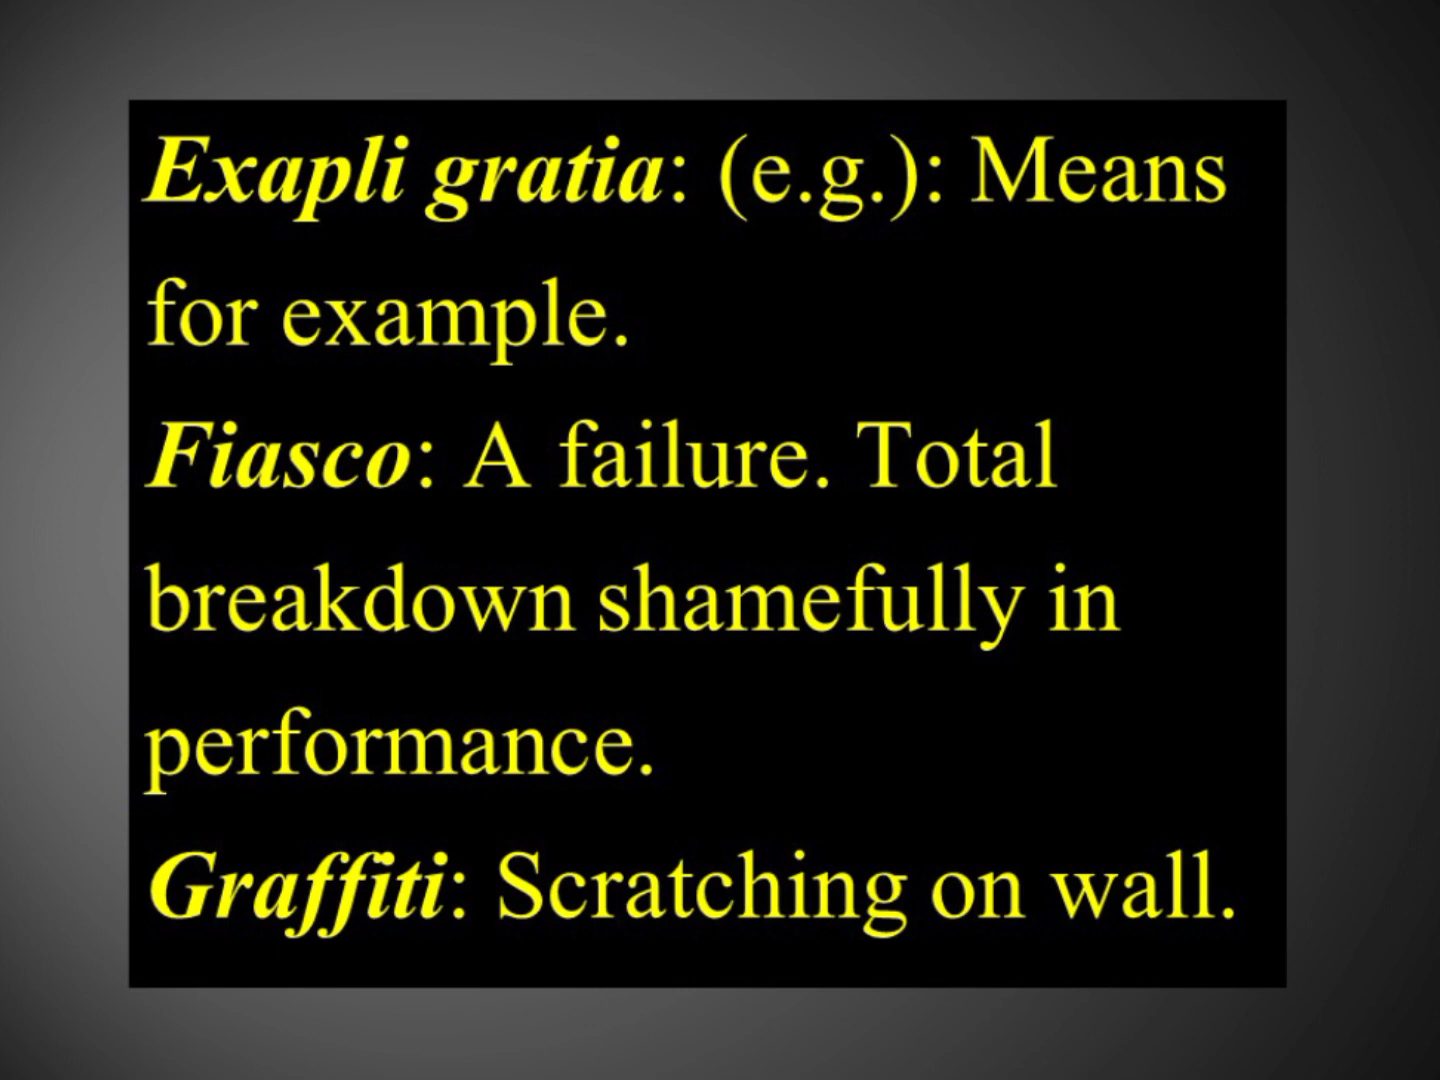 Exapli gratia: (e.g.): Means
for example.
Fiasco: A failure. Total
breakdown shamefully in
performance.
Graffiti: Scratching on wall.